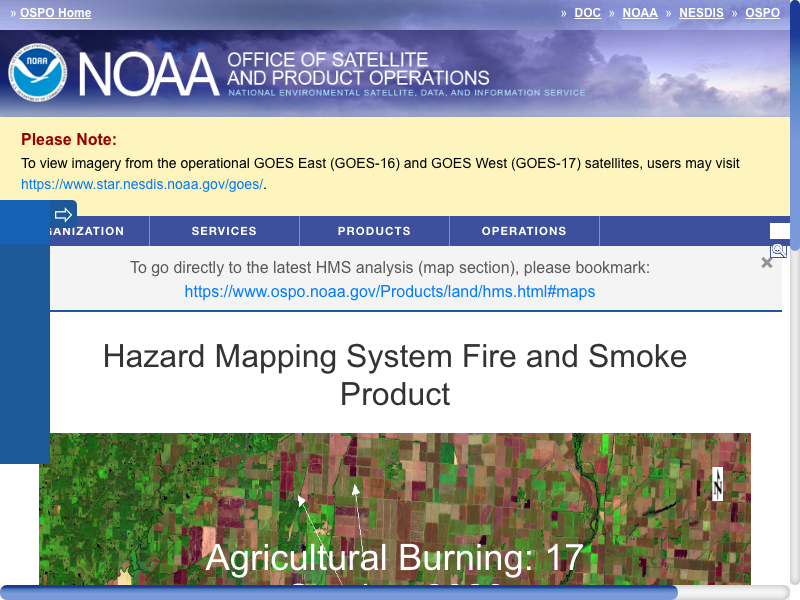 » OSPO Home
» DOC » NOAA » NESDIS » OSPO
NOAA
NOAA
OFFICE OF SATELLITE
AND PRODUCT OPERATIONS
NATIONAL ENVIRONMENTAL SATELLITE, DATA, AND INFORMATION SERVICE
Please Note:
To view imagery from the operational GOES East (GOES-16) and GOES West (GOES-17) satellites, users may visit
https://www.star.nesdis.noaa.gov/goes/.
ANIZATION SERVICES PRODUCTS OPERATIONS
To go directly to the latest HMS analysis (map section), please bookmark:
https://www.ospo.noaa.gov/Products/land/hms.html#maps
Hazard Mapping System Fire and Smoke
Product
N
Agricultural Burning: 17